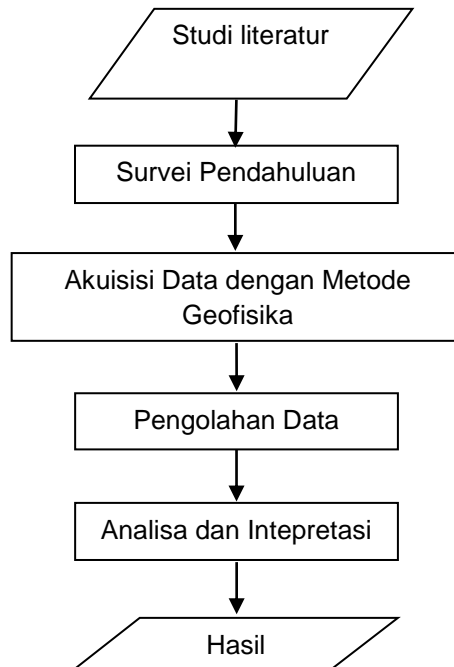 Studi literatur
Survei Pendahuluan
Akuisisi Data dengan Metode
Geofisika
Pengolahan Data
Analisa dan Intepretasi
Hasil